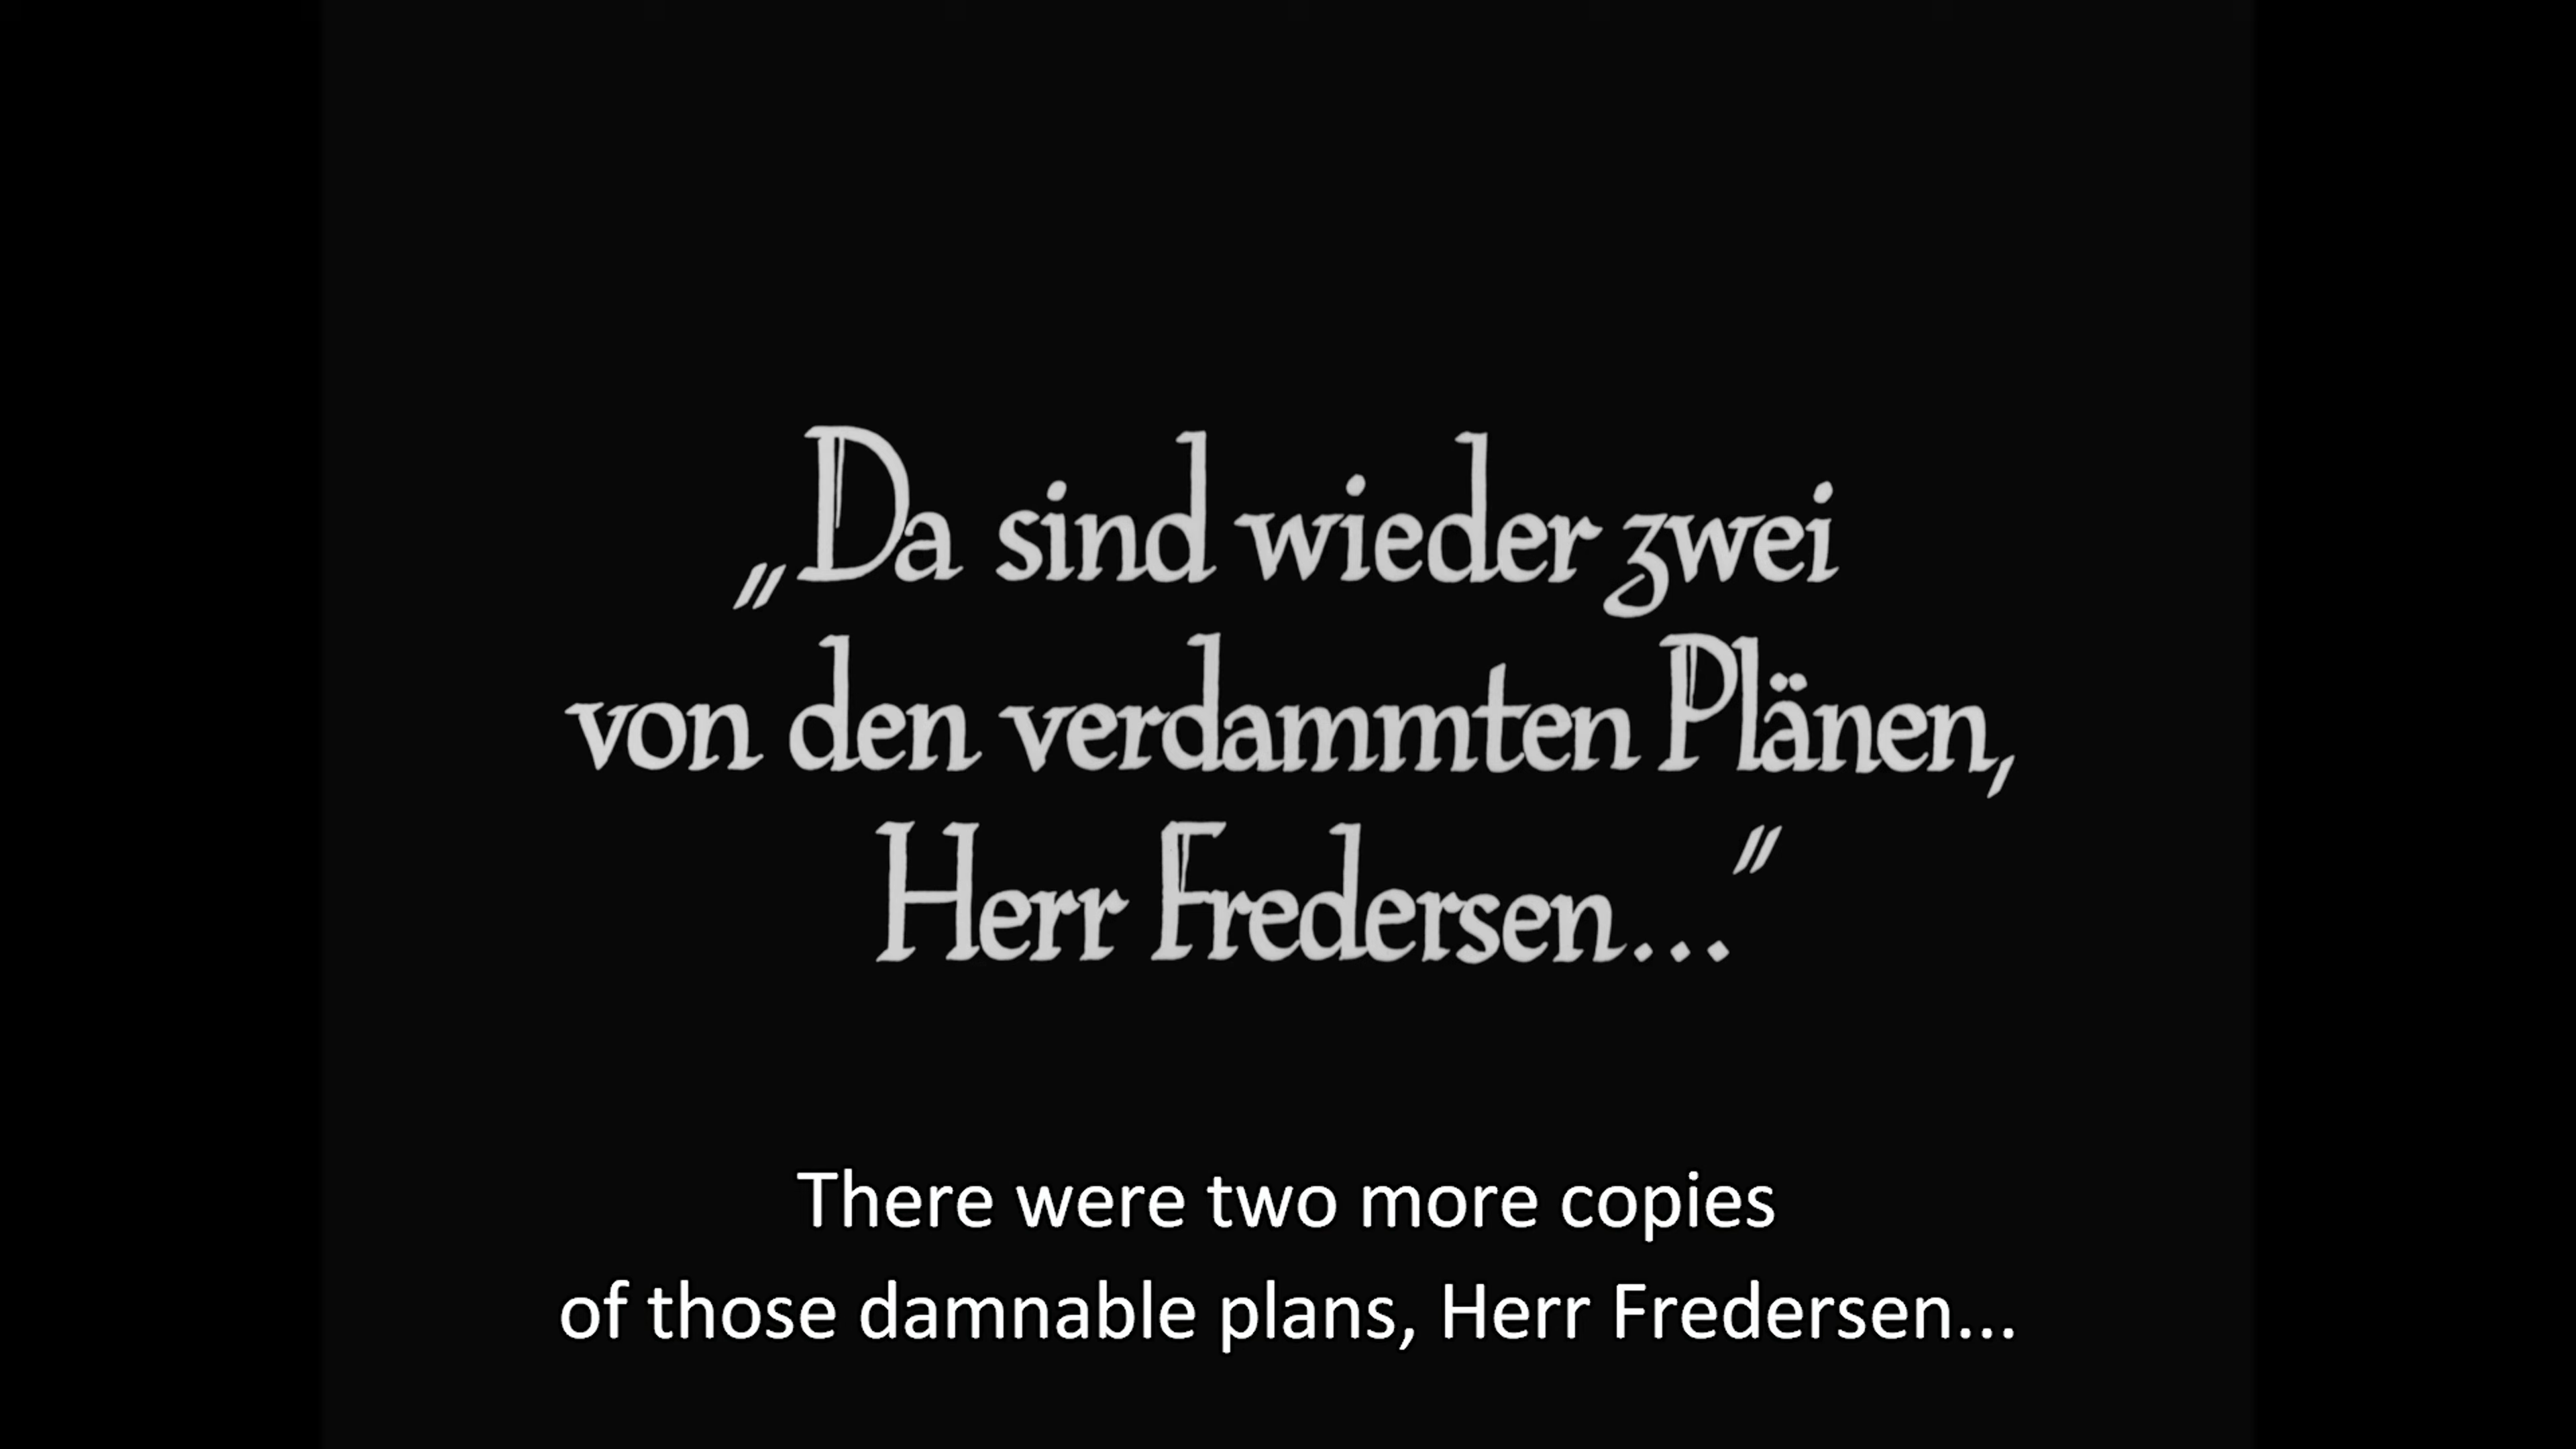 „Da sind wieder zwei
von den verdammten Plänen,
Herr Fredersen..."
There were two more copies
of those damnable plans, Herr Fredersen...